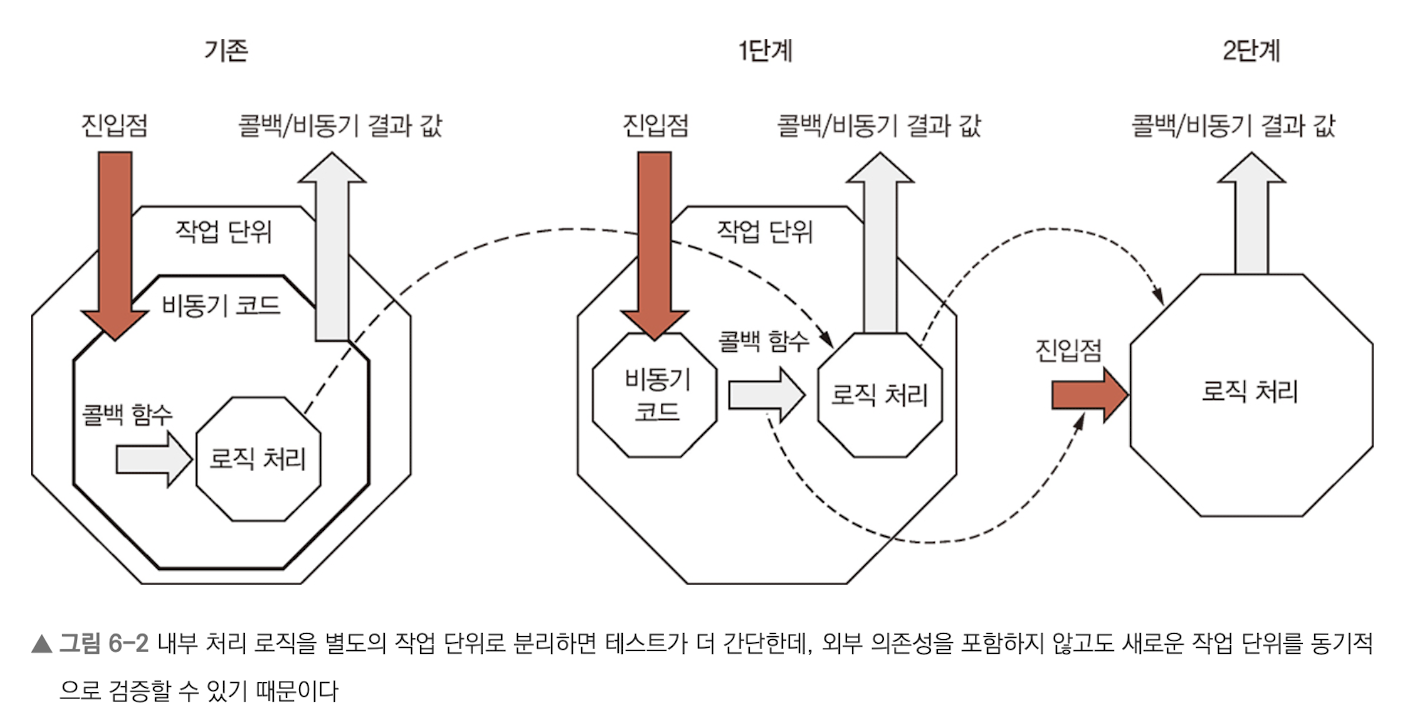 기존
1단계
2단계
진입점
콜백/비동기 결과 값
진입점
콜백/비동기 결과 값
콜백/비동기 결과 값
작업 단위
작업 단위
비동기 코드
콜백 함수
진입점
비동기
코드
로직 처리
로직 처리
콜백 함수
로직 처리
▲ 그림 6-2 내부 처리 로직을 별도의 작업 단위로 분리하면 테스트가 더 간단한데, 외부 의존성을 포함하지 않고도 새로운 작업 단위를 동기적
으로 검증할 수 있기 때문이다